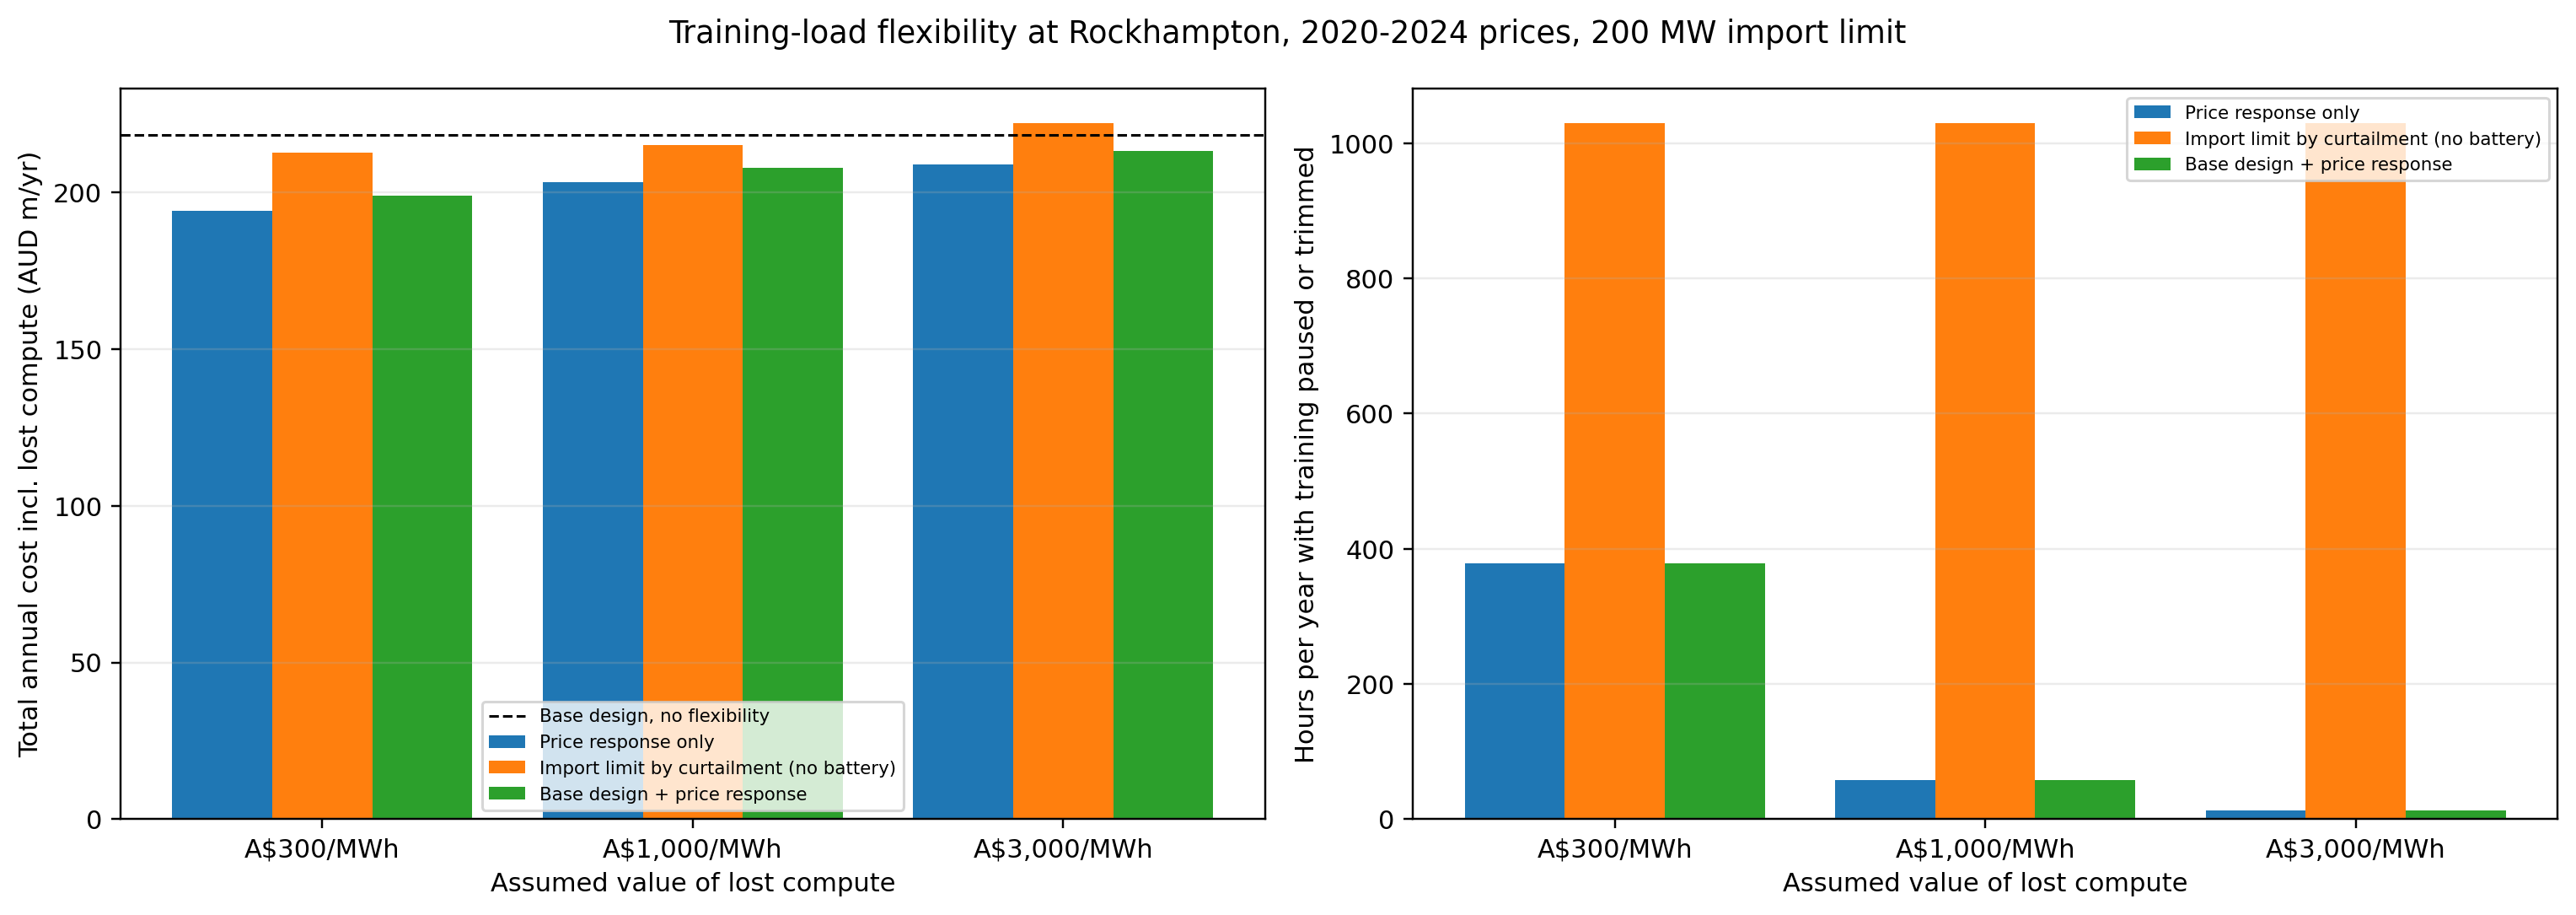 Training-load flexibility at Rockhampton, 2020-2024 prices, 200 MW import limit
Total annual cost incl. lost compute (AUD m/yr)
200
150
100
50
0
Base design, no flexibility
Price response only
Import limit by curtailment (no battery)
Base design + price response
A$300/MWh
A$1,000/MWh
A$3,000/MWh
Assumed value of lost compute
Hours per year with training paused or trimmed
1000
800
600
400
200
0
Price response only
Import limit by curtailment (no battery)
Base design + price response
A$300/MWh
A$1,000/MWh
A$3,000/MWh
Assumed value of lost compute